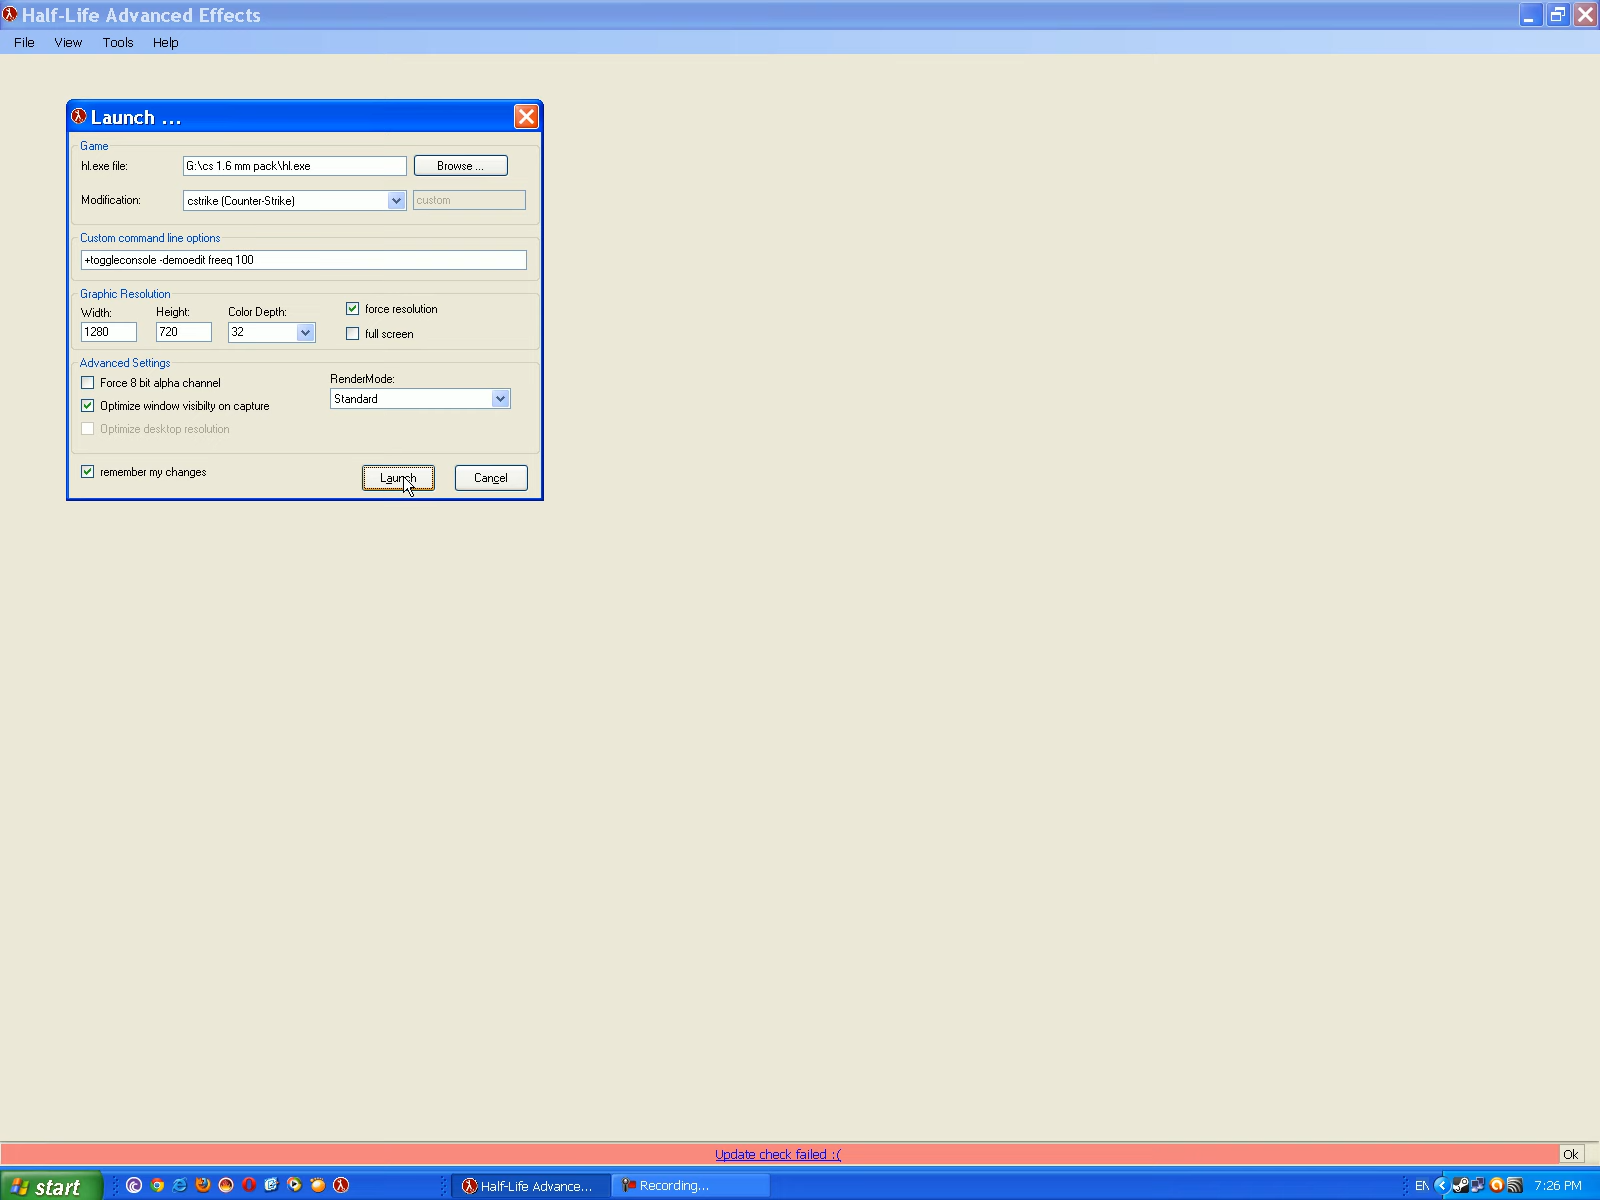 Half-Life Advanced Effects
File View Tools Help
Launch ...
Game
hl.exe file: G:\cs 1.6 mm pack\hl.exe Browse ...
Modification: cstrike (Counter-Strike) custom
Custom command line options
+toggleconsole -demoedit freeq 100
Graphic Resolution
Width: Height: Color Depth: force resolution
1280 720 32 full screen
Advanced Settings
Force 8 bit alpha channel RenderMode:
Optimize window visibilty on capture Standard
Optimize desktop resolution
remember my changes Launch Cancel
Update check failed :( Ok
start Half-Life Advance... Recording... EN 7:26 PM